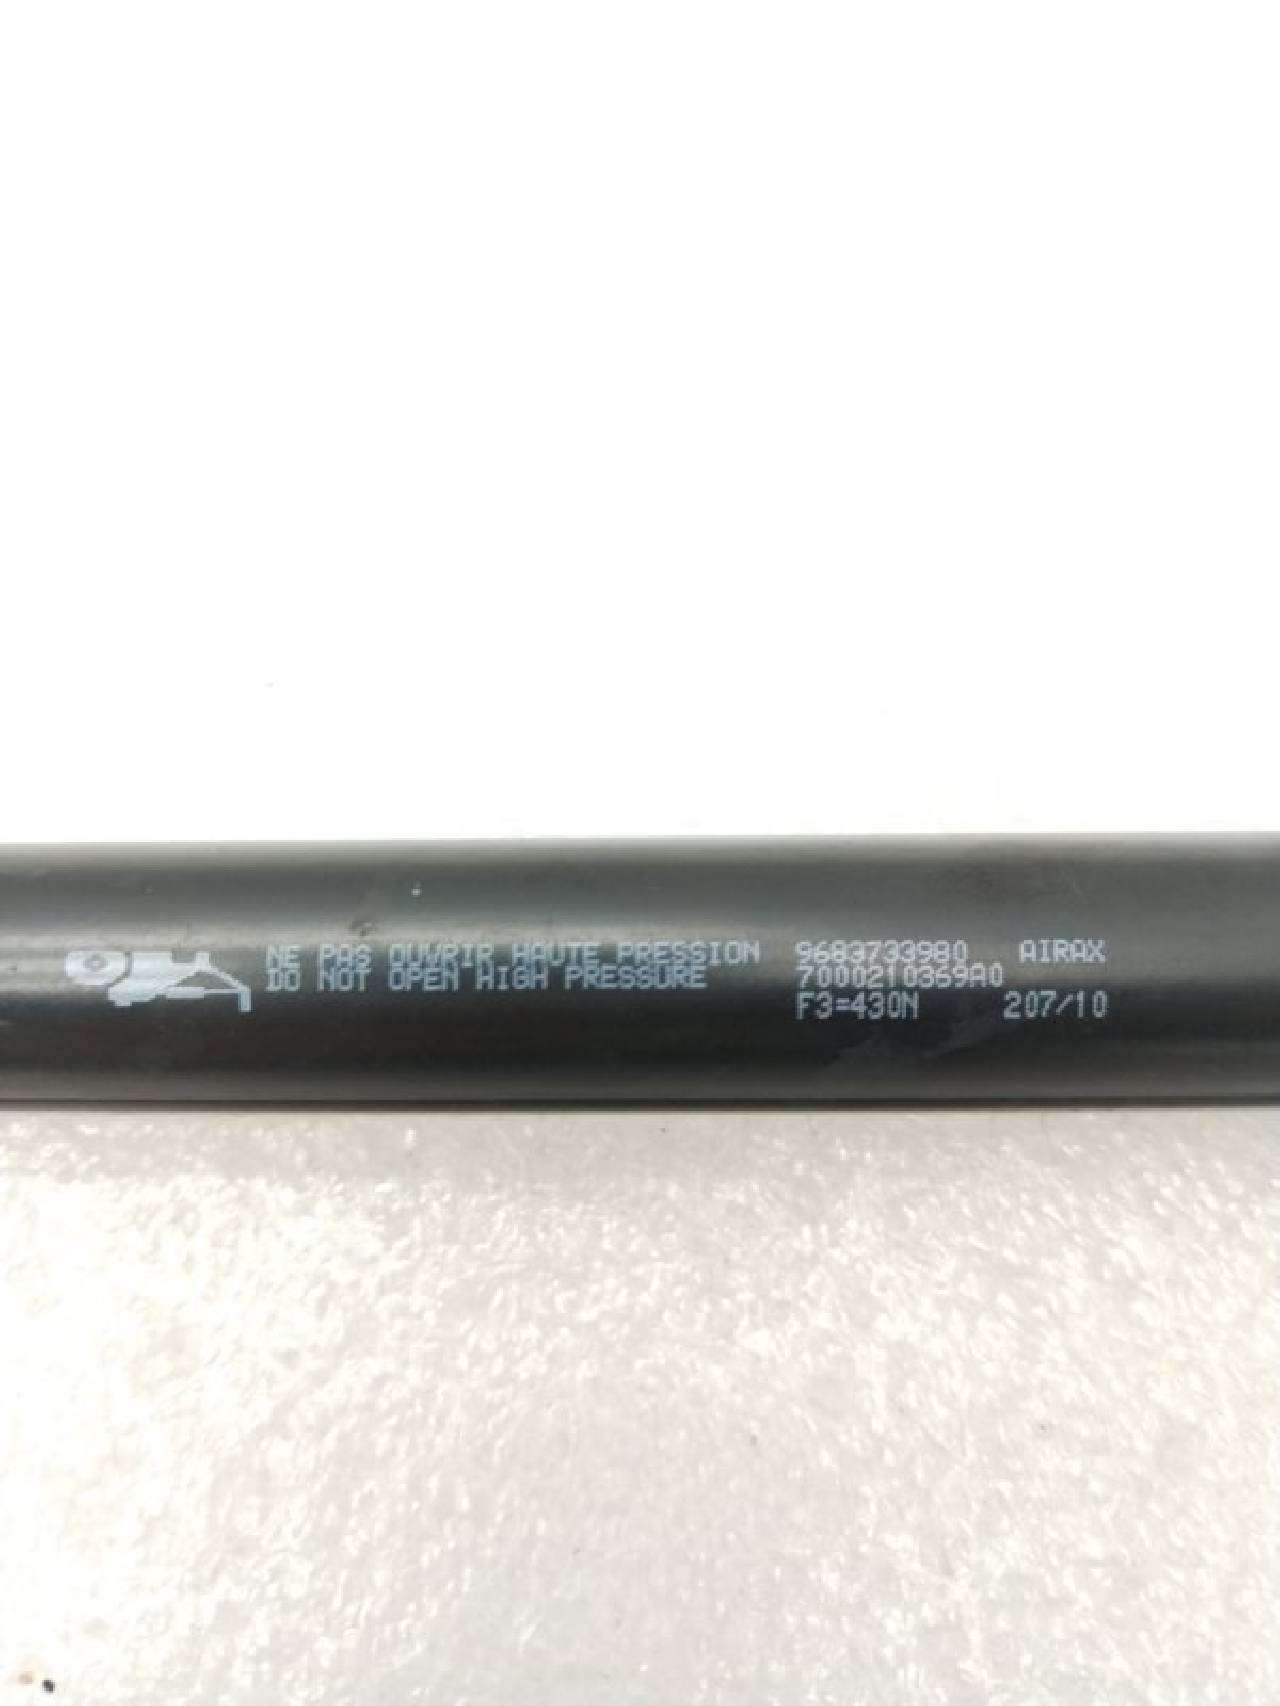 NE PAS OUVRIR HAUTE PRESSION 9683733980 AIRAX
DO NOT OPEN HIGH PRESSURE 7000210369A0
F3=430N 207/10